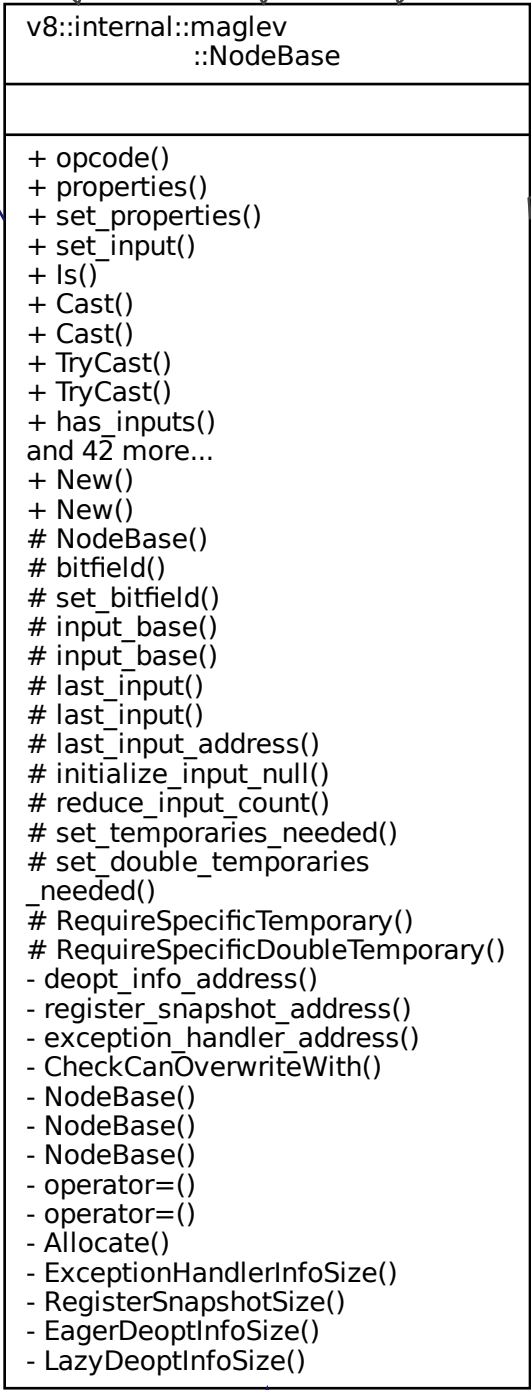 v8::internal::maglev
::NodeBase
+ opcode()
+ properties()
+ set_properties()
+ set_input()
+ Is()
+ Cast()
+ Cast()
+ TryCast()
+ TryCast()
+ has_inputs()
and 42 more...
+ New()
+ New()
# NodeBase()
# bitfield()
# set_bitfield()
# input_base()
# input_base()
# last_input()
# last_input()
# last_input_address()
# initialize_input_null()
# reduce_input_count()
# set_temporaries_needed()
# set_double_temporaries
_needed()
# RequireSpecificTemporary()
# RequireSpecificDoubleTemporary()
- deopt_info_address()
- register_snapshot_address()
- exception_handler_address()
- CheckCanOverwriteWith()
- NodeBase()
- NodeBase()
- NodeBase()
- operator=()
- operator=()
- Allocate()
- ExceptionHandlerInfoSize()
- RegisterSnapshotSize()
- EagerDeoptInfoSize()
- LazyDeoptInfoSize()